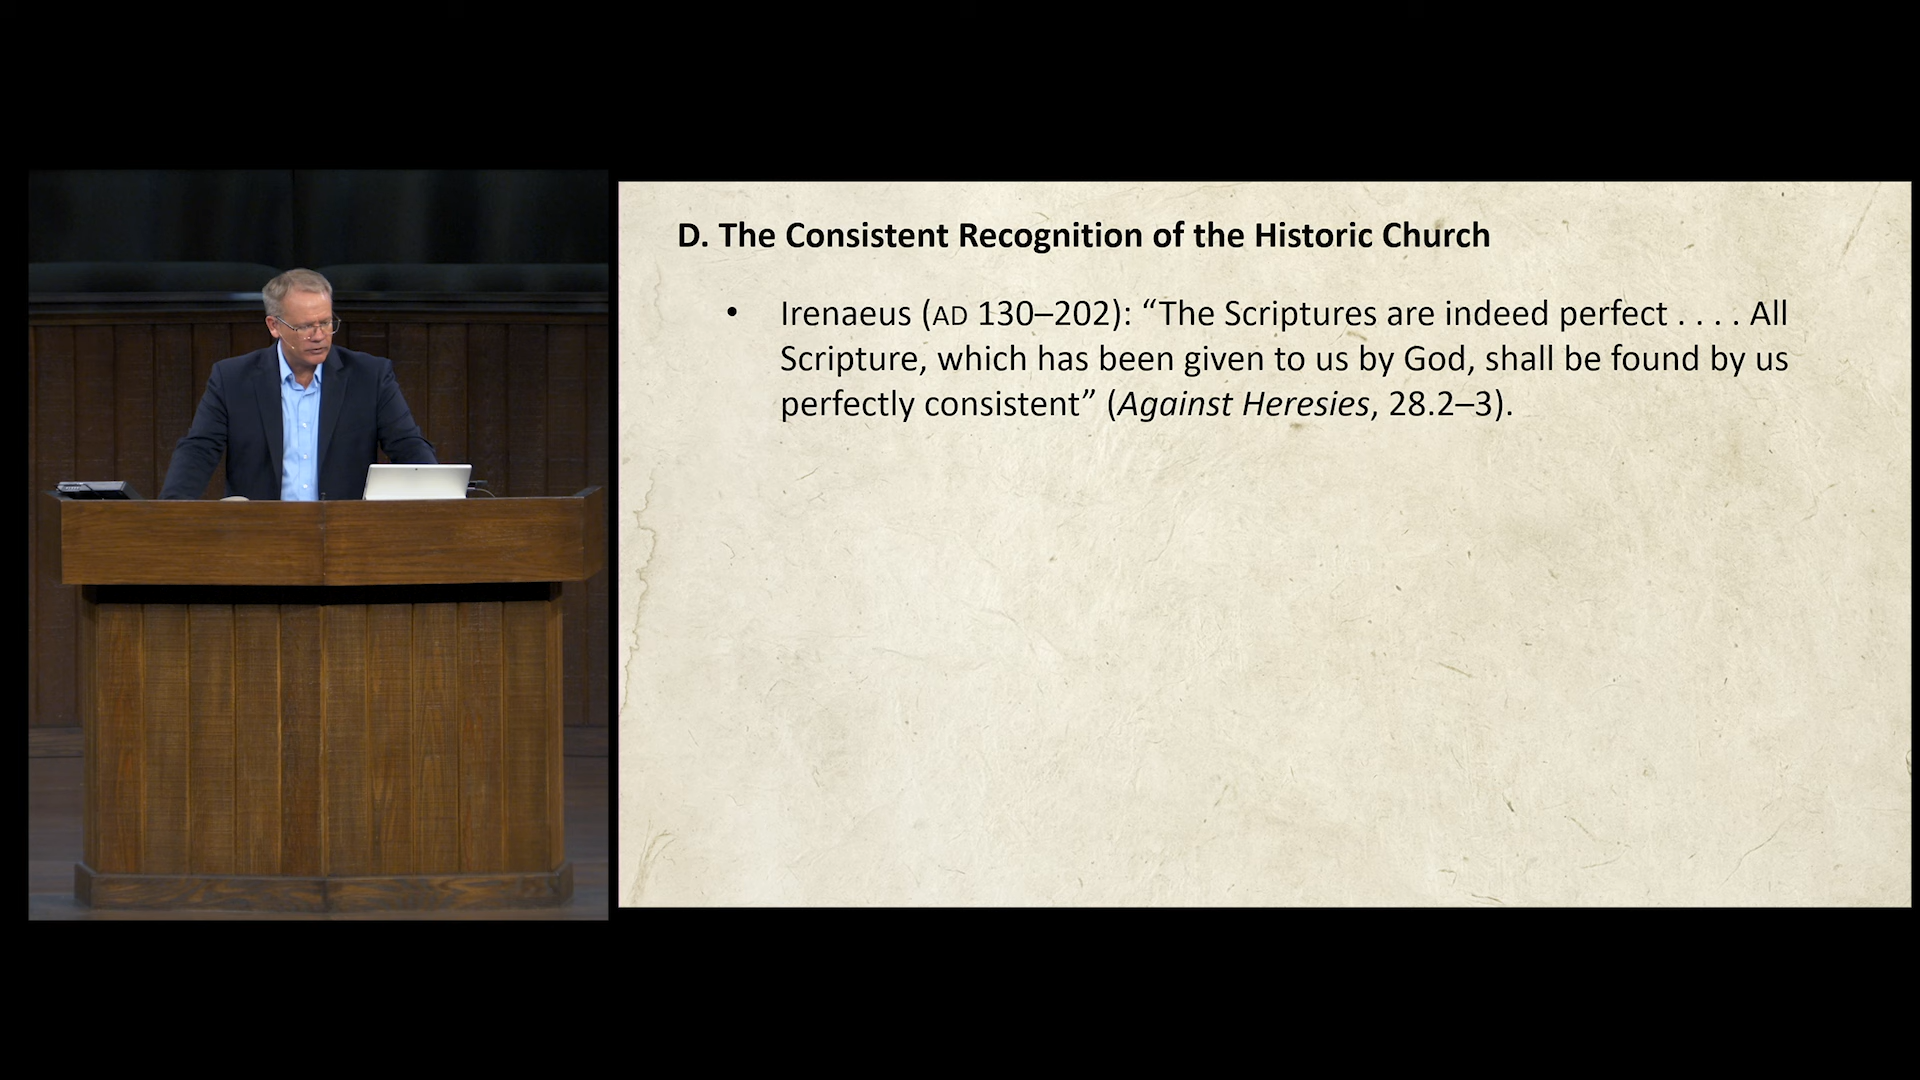 D. The Consistent Recognition of the Historic Church
• Irenaeus (AD 130–202): “The Scriptures are indeed perfect . . . . All
Scripture, which has been given to us by God, shall be found by us
perfectly consistent” (Against Heresies, 28.2–3).